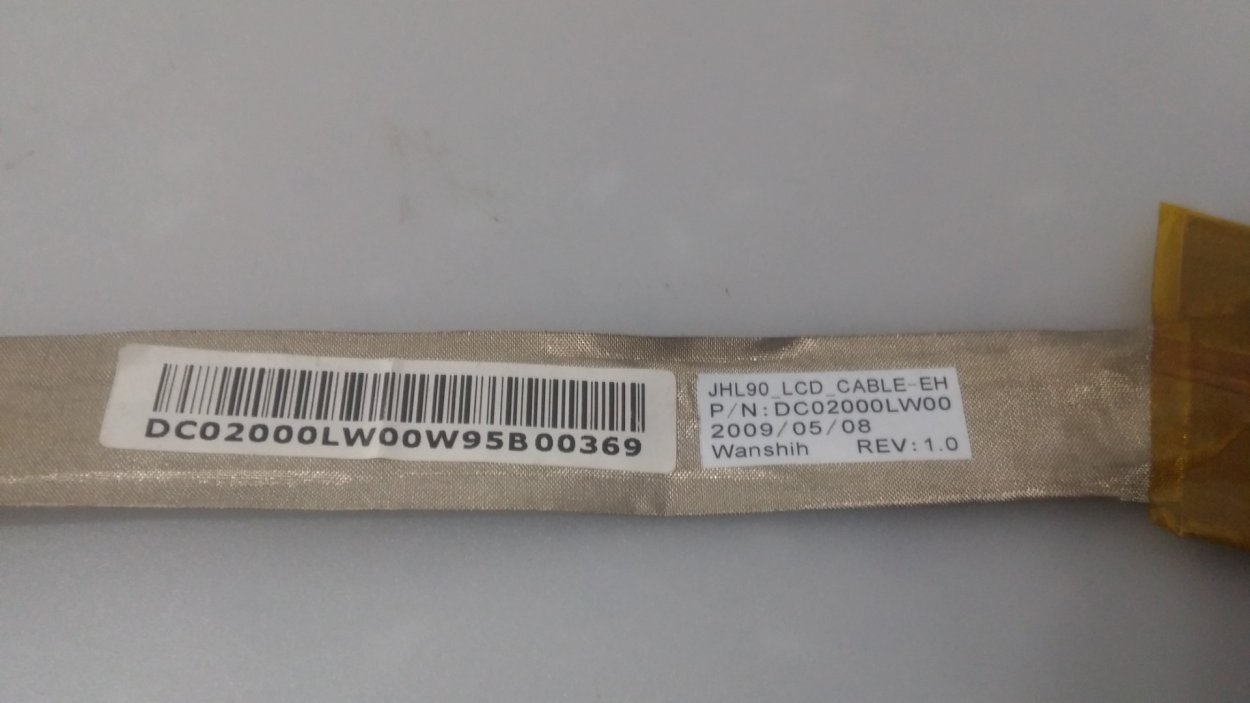 DC02000LW00W95B00369
JHL90_LCD_CABLE-EH
P/N:DC02000LW00
2009/05/08
Wanshih REV:1.0